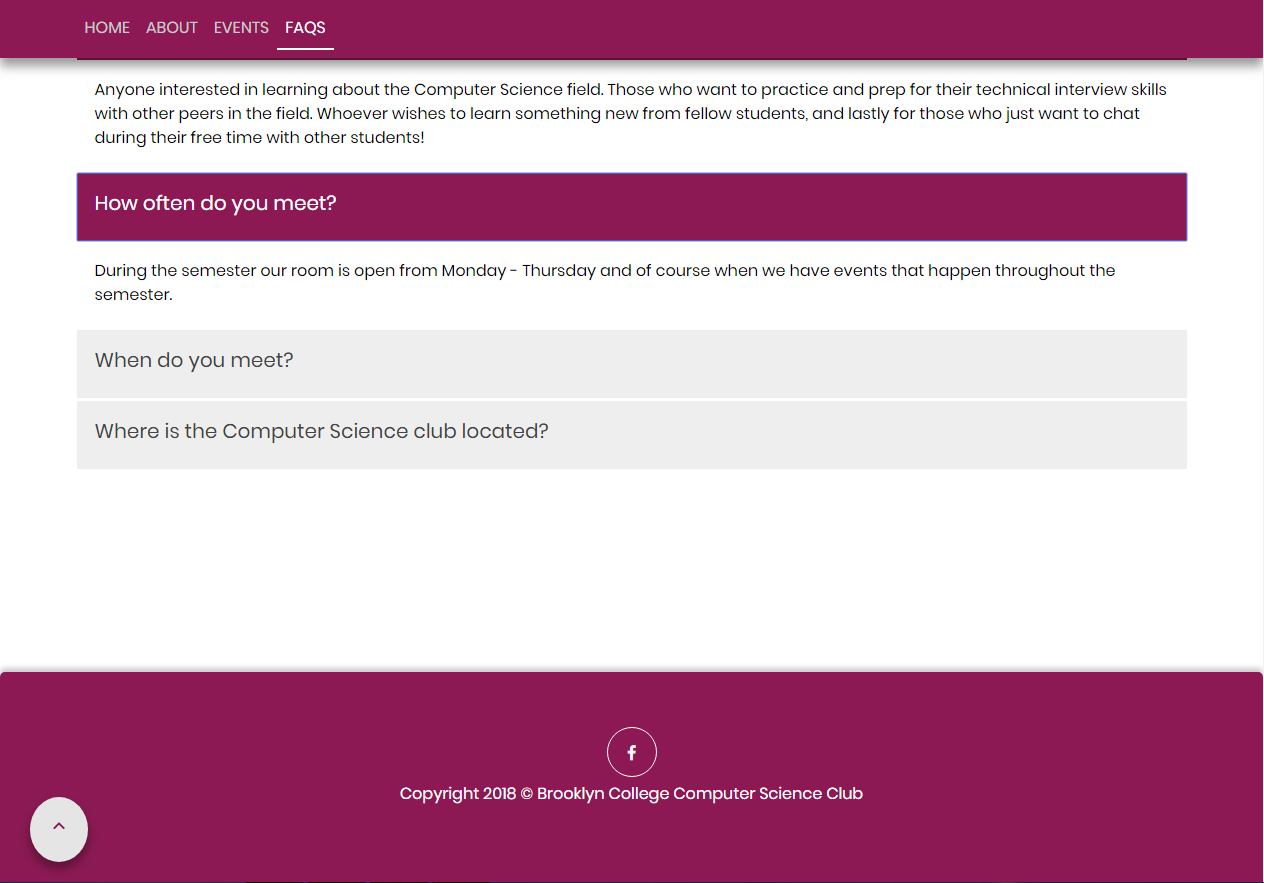 HOME ABOUT EVENTS FAQS
Anyone interested in learning about the Computer Science field. Those who want to practice and prep for their technical interview skills
with other peers in the field. Whoever wishes to learn something new from fellow students, and lastly for those who just want to chat
during their free time with other students!
How often do you meet?
During the semester our room is open from Monday - Thursday and of course when we have events that happen throughout the
semester.
When do you meet?
Where is the Computer Science club located?
Copyright 2018 © Brooklyn College Computer Science Club